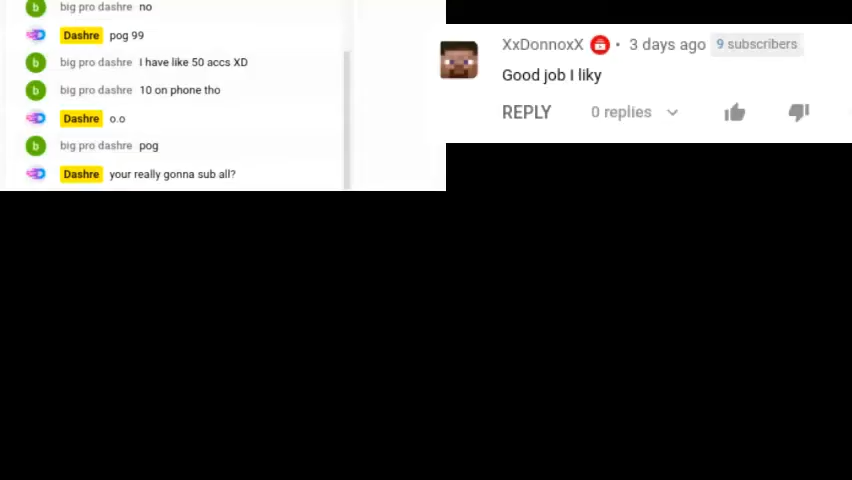 big pro dashre no
Dashre pog 99
big pro dashre I have like 50 accs XD
big pro dashre 10 on phone tho
Dashre o.o
big pro dashre pog
Dashre your really gonna sub all?
XxDonnoxX • 3 days ago 9 subscribers
Good job I liky
REPLY 0 replies